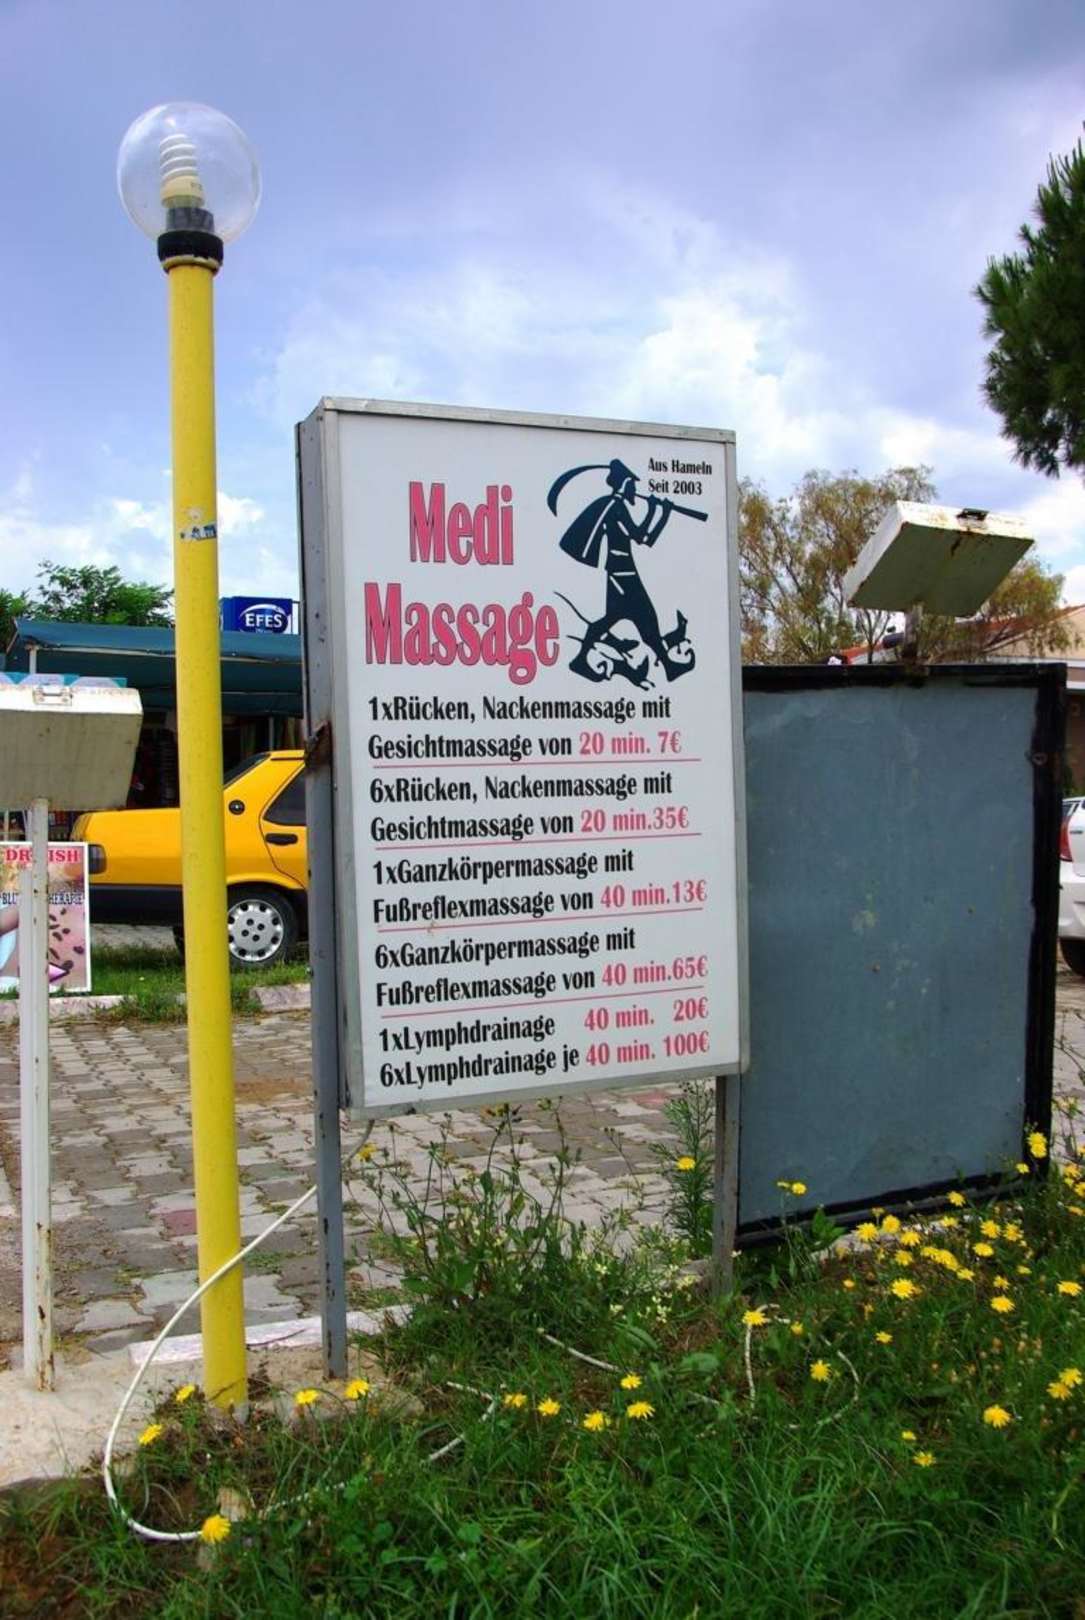 Aus Hameln
Seit 2003
Medi
Massage
1xRücken, Nackenmassage mit
Gesichtmassage von 20 min. 7€
6xRücken, Nackenmassage mit
Gesichtmassage von 20 min.35€
1xGanzkörpermassage mit
Fußreflexmassage von 40 min.13€
6xGanzkörpermassage mit
Fußreflexmassage von 40 min.65€
1xLymphdrainage 40 min. 20€
6xLymphdrainage je 40 min. 100€
EFES